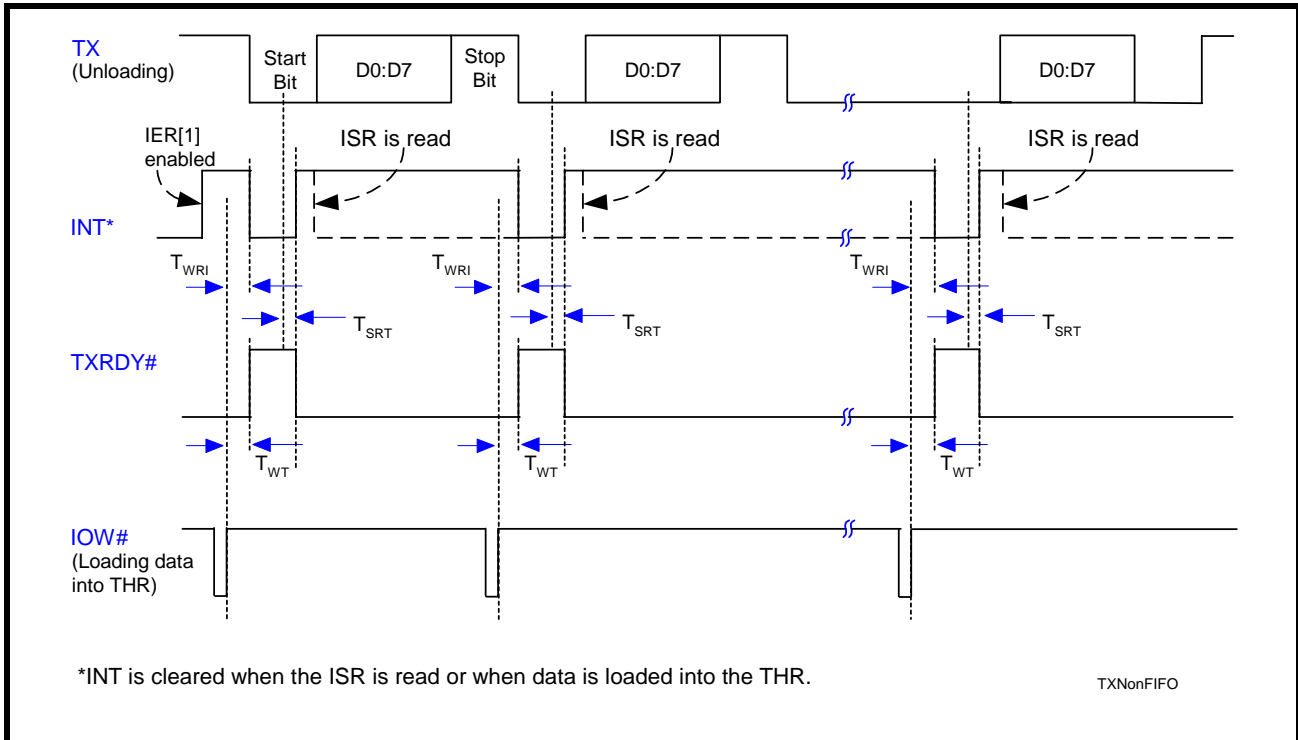 TX
(Unloading)
Start
Bit
D0:D7
Stop
Bit
D0:D7
D0:D7
IER[1]
enabled
ISR is read
ISR is read
ISR is read
INT*
TWRI
TWRI
TWRI
TSRT
TSRT
TSRT
TXRDY#
TWT
TWT
TWT
IOW#
(Loading data
into THR)
*INT is cleared when the ISR is read or when data is loaded into the THR.
TXNonFIFO